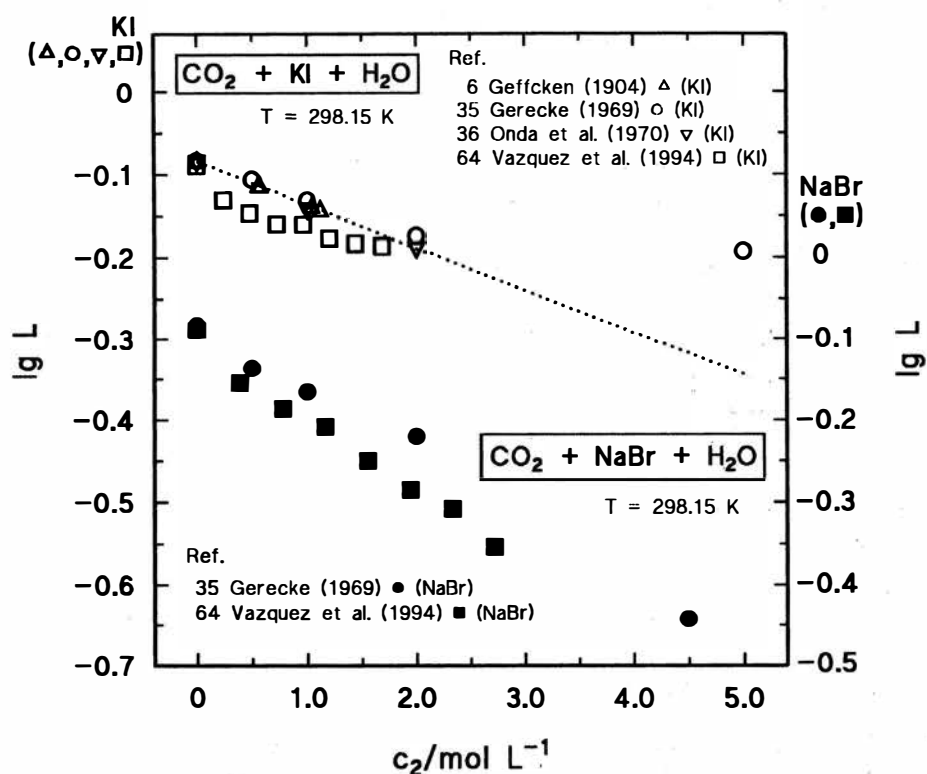 KI
(△,○,▽,□)
CO₂ + KI + H₂O
T = 298.15 K
Ref.
6 Geffcken (1904) △ (KI)
35 Gerecke (1969) ○ (KI)
36 Onda et al. (1970) ▽ (KI)
64 Vazquez et al. (1994) □ (KI)
0
−0.1
−0.2
−0.3
−0.4
−0.5
−0.6
−0.7
lg L
NaBr
(●,■)
0
−0.1
−0.2
−0.3
−0.4
−0.5
lg L
CO₂ + NaBr + H₂O
T = 298.15 K
Ref.
35 Gerecke (1969) ● (NaBr)
64 Vazquez et al. (1994) ■ (NaBr)
0 1.0 2.0 3.0 4.0 5.0
c₂/mol L⁻¹